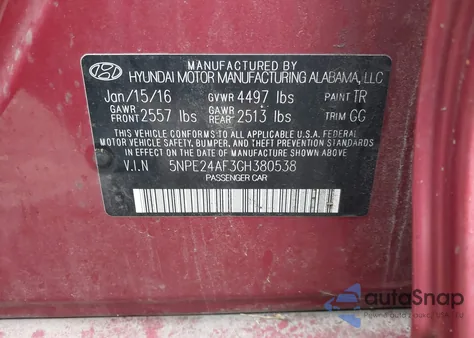 MANUFACTURED BY
HYUNDAI MOTOR MANUFACTURING ALABAMA, LLC
Jan/15/16 GVWR 4497 lbs PAINT TR
GAWR FRONT 2557 lbs GAWR REAR 2513 lbs TRIM GG
THIS VEHICLE CONFORMS TO ALL APPLICABLE U.S.A. FEDERAL
MOTOR VEHICLE SAFETY, BUMPER, AND THEFT PREVENTION
STANDARDS IN EFFECT ON THE DATE OF MANUFACTURE SHOWN ABOVE.
V.I.N 5NPE24AF3GH380538
PASSENGER CAR
autoSnap